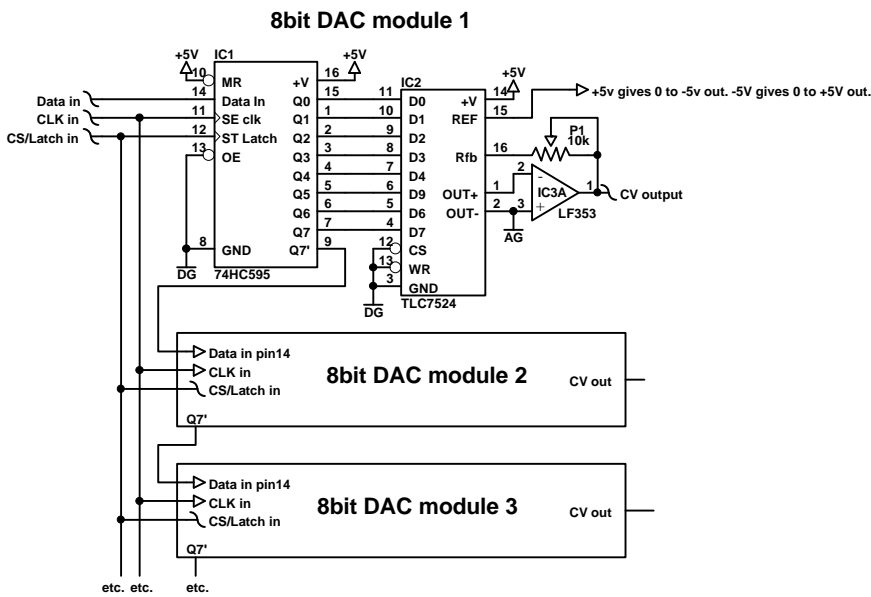 8bit DAC module 1
IC1
+5V
+5V
10
MR
+V
16
14
Data In
Q0
15
11
SE clk
Q1
1
12
ST Latch
Q2
2
13
OE
Q3
3
Q4
4
Q5
5
Q6
6
Q7
7
8
GND
Q7'
9
74HC595
DG
Data in
CLK in
CS/Latch in
IC2
+5V
+V
14
11
D0
REF
15
10
D1
9
D2
8
D3
Rfb
16
7
D4
6
D9
OUT+
1
5
D6
OUT-
2
4
D7
12
CS
13
WR
3
GND
TLC7524
DG
+5v gives 0 to -5v out. -5V gives 0 to +5V out.
P1
10k
2
-
IC3A
1
3
+
LF353
AG
CV output
Data in pin14
CLK in
CS/Latch in
8bit DAC module 2
CV out
Q7'
Data in pin14
CLK in
CS/Latch in
8bit DAC module 3
CV out
Q7'
etc.
etc.
etc.